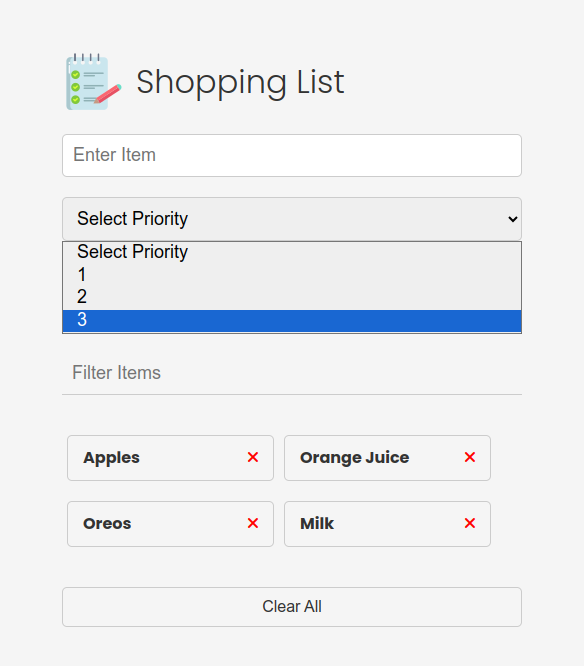 Shopping List
Enter Item
Select Priority
Select Priority
1
2
3
Filter Items
Apples
Orange Juice
Oreos
Milk
Clear All